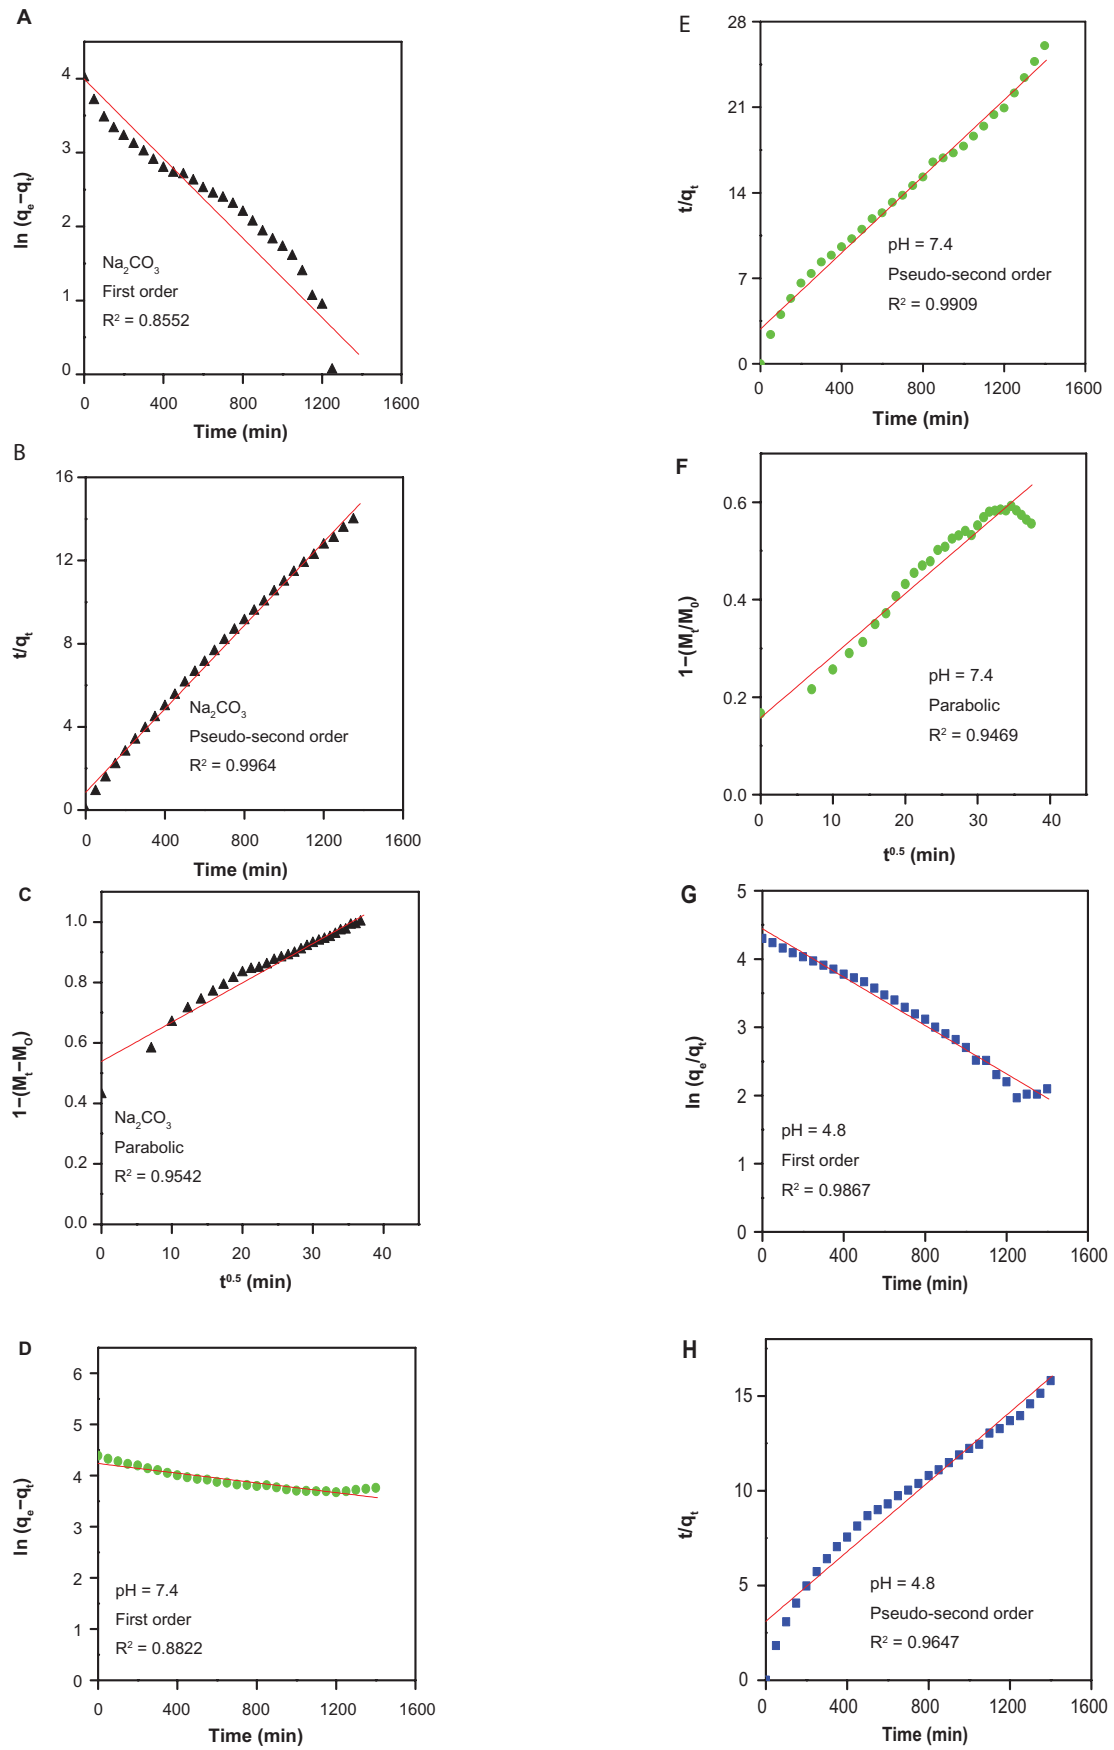 A
4
3
2
1
0
ln (qₑ−qₜ)
Na₂CO₃
First order
R² = 0.8552
0 400 800 1200 1600
Time (min)
B
16
12
8
4
0
t/qₜ
Na₂CO₃
Pseudo-second order
R² = 0.9964
0 400 800 1200 1600
Time (min)
C
1.0
0.8
0.6
0.4
0.2
0.0
1−(Mₜ−M_O)
Na₂CO₃
Parabolic
R² = 0.9542
0 10 20 30 40
t⁰·⁵ (min)
D
6
5
4
3
2
1
0
ln (qₑ−qₜ)
pH = 7.4
First order
R² = 0.8822
0 400 800 1200 1600
Time (min)
E
28
21
14
7
0
t/qₜ
pH = 7.4
Pseudo-second order
R² = 0.9909
0 400 800 1200 1600
Time (min)
F
0.6
0.4
0.2
0.0
1−(Mₜ/M₀)
pH = 7.4
Parabolic
R² = 0.9469
0 10 20 30 40
t⁰·⁵ (min)
G
5
4
3
2
1
0
ln (qₑ/qₜ)
pH = 4.8
First order
R² = 0.9867
0 400 800 1200 1600
Time (min)
H
15
10
5
0
t/qₜ
pH = 4.8
Pseudo-second order
R² = 0.9647
0 400 800 1200 1600
Time (min)